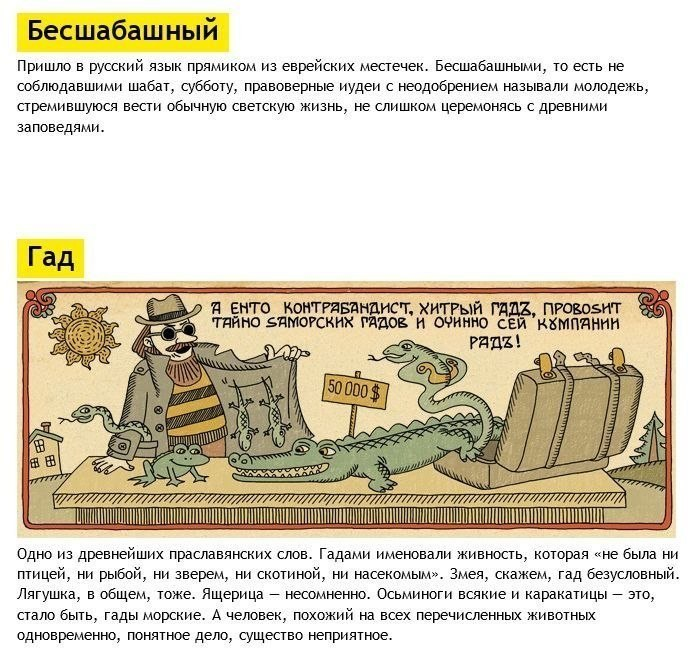 Бесшабашный
Пришло в русский язык прямиком из еврейских местечек. Бесшабашными, то есть не
соблюдавшими шабат, субботу, правоверные иудеи с неодобрением называли молодежь,
стремившуюся вести обычную светскую жизнь, не слишком церемонясь с древними
заповедями.
Гад
А ЕНТО КОНТРАБАНДИСТ, ХИТРЫЙ ГАДЪ, ПРОВОЗИТ
ТАЙНО ЗАМОРСКИХ ГАДОВ И ОЧИННО СЕЙ КУМПАНИИ
РАДЪ!
50 000 $
Одно из древнейших праславянских слов. Гадами именовали живность, которая «не была ни
птицей, ни рыбой, ни зверем, ни скотиной, ни насекомым». Змея, скажем, гад безусловный.
Лягушка, в общем, тоже. Ящерица — несомненно. Осьминоги всякие и каракатицы — это,
стало быть, гады морские. А человек, похожий на всех перечисленных животных
одновременно, понятное дело, существо неприятное.